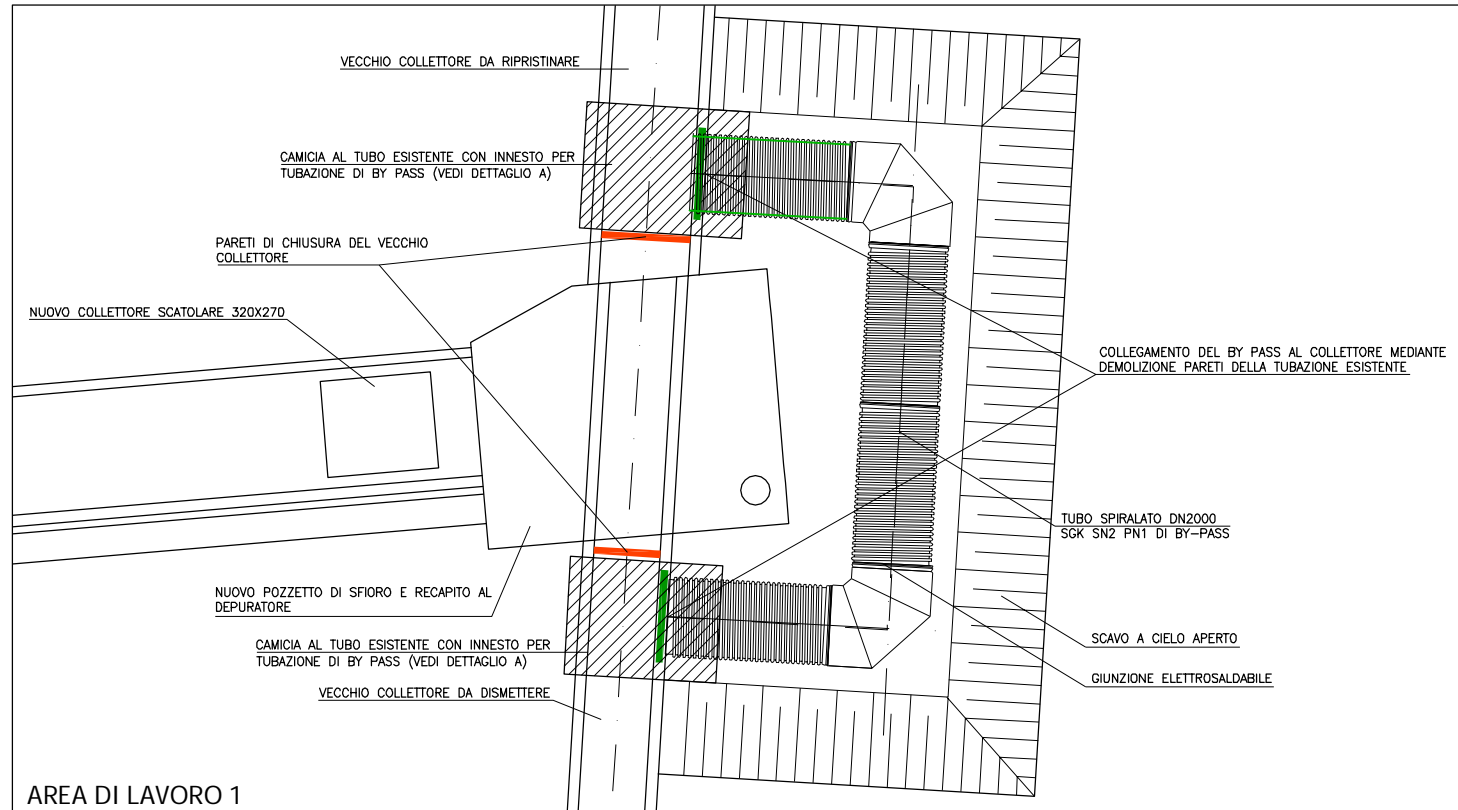 VECCHIO COLLETTORE DA RIPRISTINARE
CAMICIA AL TUBO ESISTENTE CON INNESTO PER
TUBAZIONE DI BY PASS (VEDI DETTAGLIO A)
PARETI DI CHIUSURA DEL VECCHIO
COLLETTORE
NUOVO COLLETTORE SCATOLARE 320X270
COLLEGAMENTO DEL BY PASS AL COLLETTORE MEDIANTE
DEMOLIZIONE PARETI DELLA TUBAZIONE ESISTENTE
TUBO SPIRALATO DN2000
SGK SN2 PN1 DI BY-PASS
NUOVO POZZETTO DI SFIORO E RECAPITO AL
DEPURATORE
SCAVO A CIELO APERTO
CAMICIA AL TUBO ESISTENTE CON INNESTO PER
TUBAZIONE DI BY PASS (VEDI DETTAGLIO A)
GIUNZIONE ELETTROSALDABILE
VECCHIO COLLETTORE DA DISMETTERE
AREA DI LAVORO 1